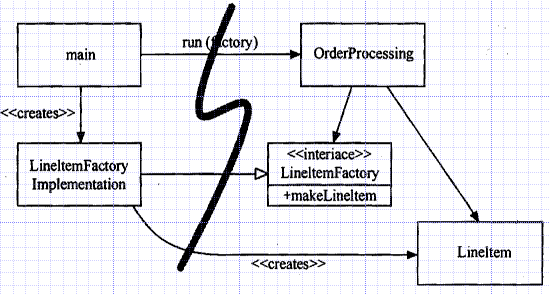 main
run (factory)
OrderProcessing
<<creates>>
LineItemFactory
Implementation
<<interiace>>
LineItemFactory
+makeLineItem
<<creates>>
LineItem